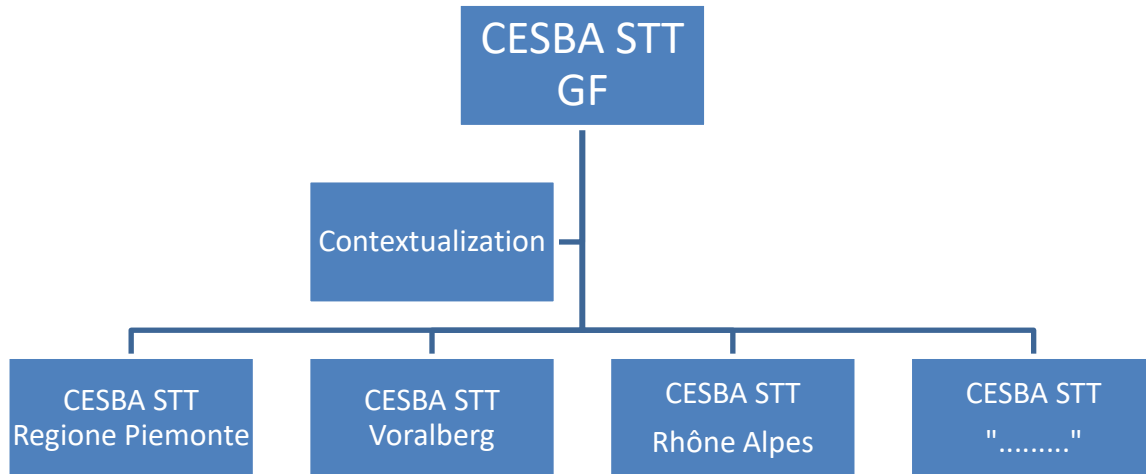 CESBA STT
GF
Contextualization
CESBA STT
Regione Piemonte
CESBA STT
Voralberg
CESBA STT
Rhône Alpes
CESBA STT
"........."